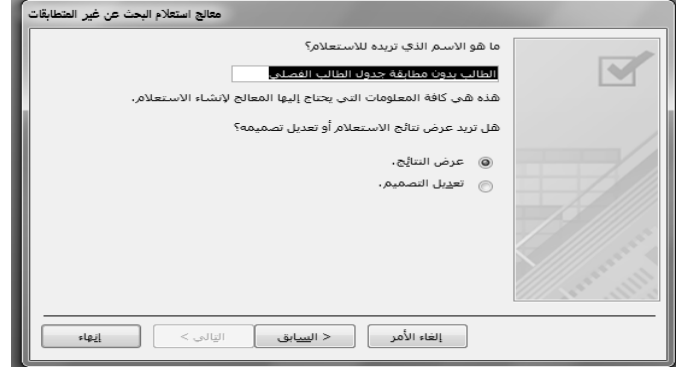 معالج استعلام البحث عن غير المتطابقات
ما هو الاسم الذي تريده للاستعلام؟
الطالب بدون مطابقة جدول الطالب الفصلي
هذه هي كافة المعلومات التي يحتاج إليها المعالج لإنشاء الاستعلام.
هل تريد عرض نتائج الاستعلام أو تعديل تصميمه؟
عرض النتائج.
تعديل التصميم.
إلغاء الأمر < السابق التالي > إنهاء